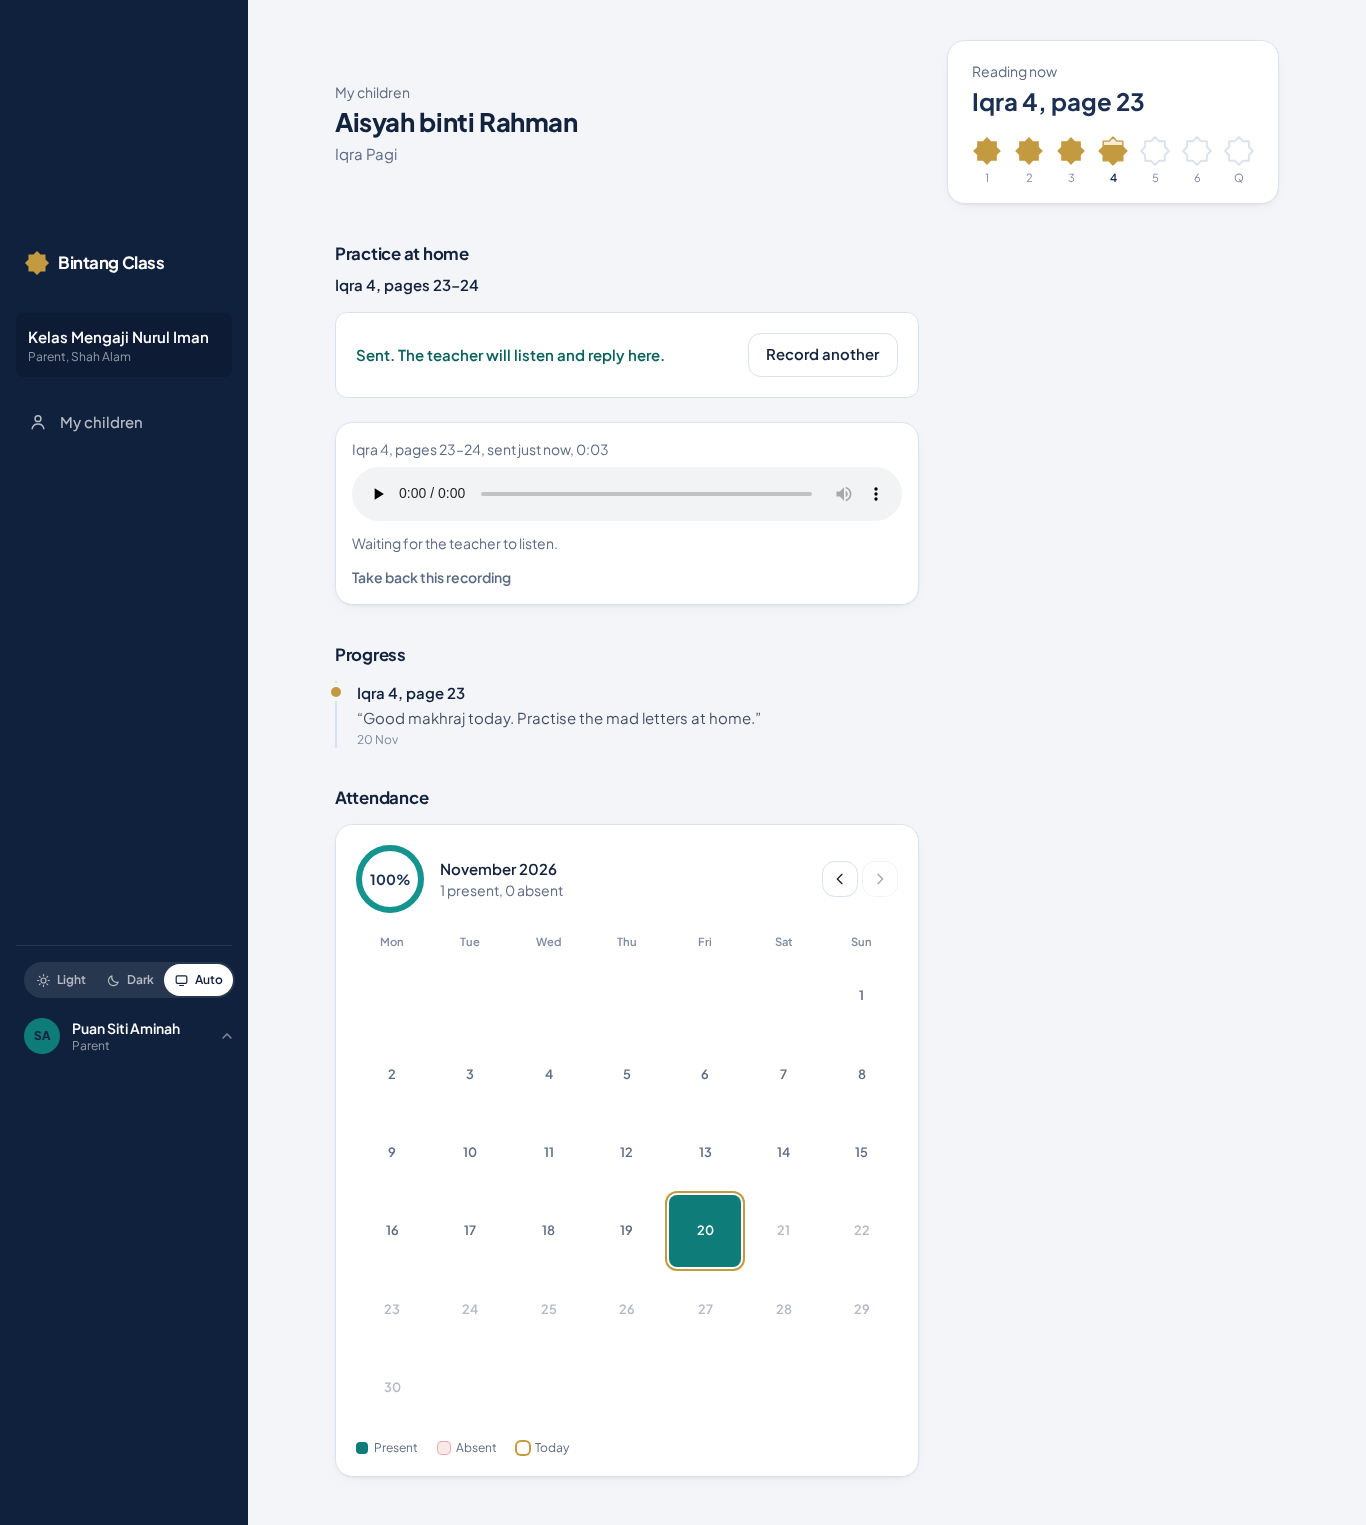 Bintang Class
Kelas Mengaji Nurul Iman
Parent, Shah Alam
My children
Light Dark Auto
SA
Puan Siti Aminah
Parent
My children
Aisyah binti Rahman
Iqra Pagi
Reading now
Iqra 4, page 23
1 2 3 4 5 6 Q
Practice at home
Iqra 4, pages 23–24
Sent. The teacher will listen and reply here.
Record another
Iqra 4, pages 23–24, sent just now, 0:03
0:00 / 0:00
Waiting for the teacher to listen.
Take back this recording
Progress
Iqra 4, page 23
“Good makhraj today. Practise the mad letters at home.”
20 Nov
Attendance
100%
November 2026
1 present, 0 absent
Mon Tue Wed Thu Fri Sat Sun
1
2 3 4 5 6 7 8
9 10 11 12 13 14 15
16 17 18 19 20 21 22
23 24 25 26 27 28 29
30
Present Absent Today